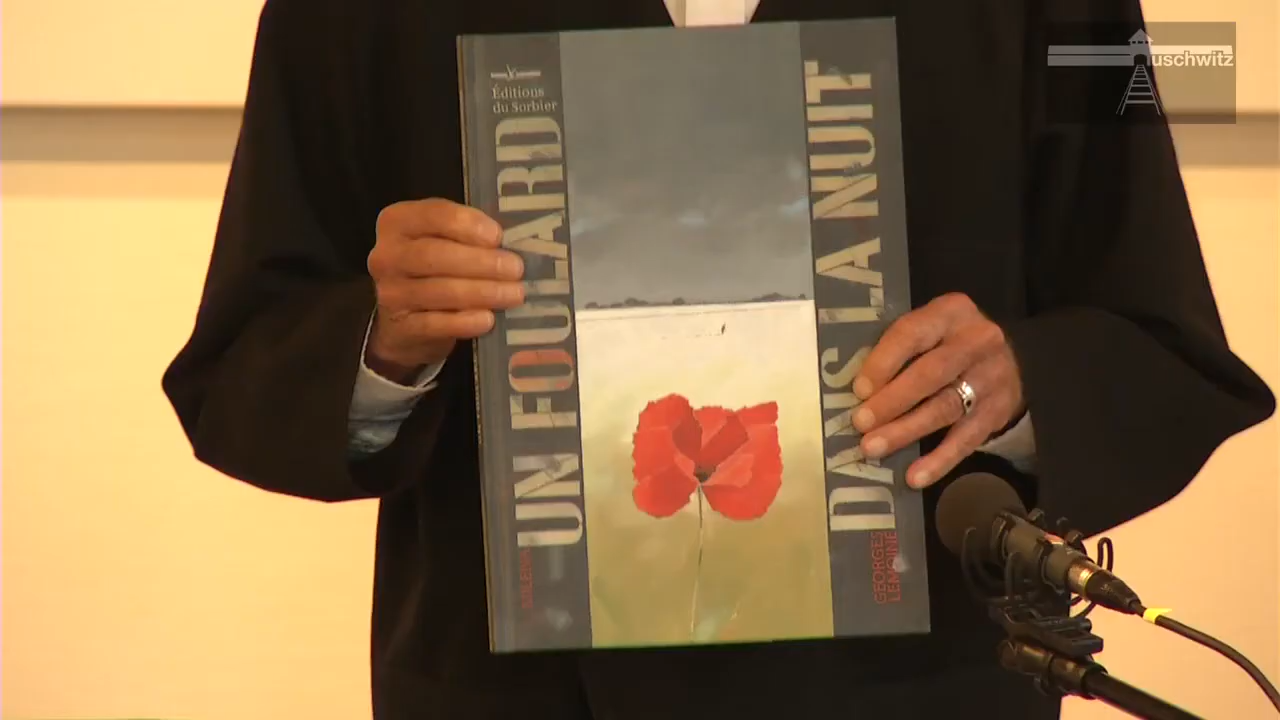 Éditions
du Sorbier
UN FOULARD
DANS LA NUIT
GEORGES
LEMOINE
uschwitz